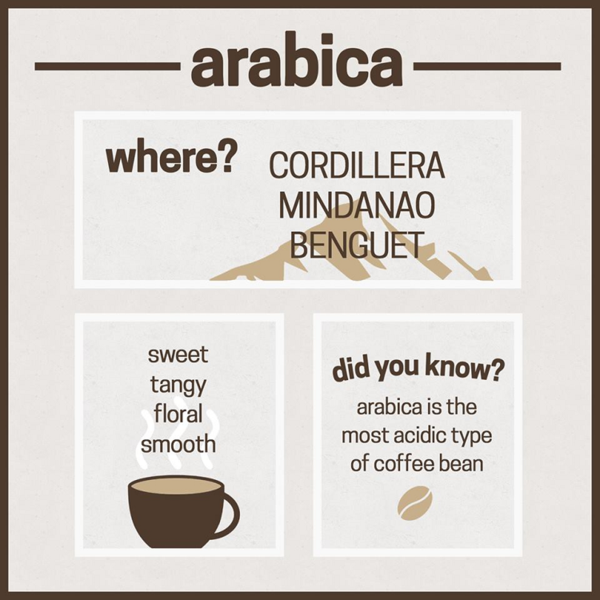 arabica
where?
CORDILLERA
MINDANAO
BENGUET
sweet
tangy
floral
smooth
did you know?
arabica is the
most acidic type
of coffee bean